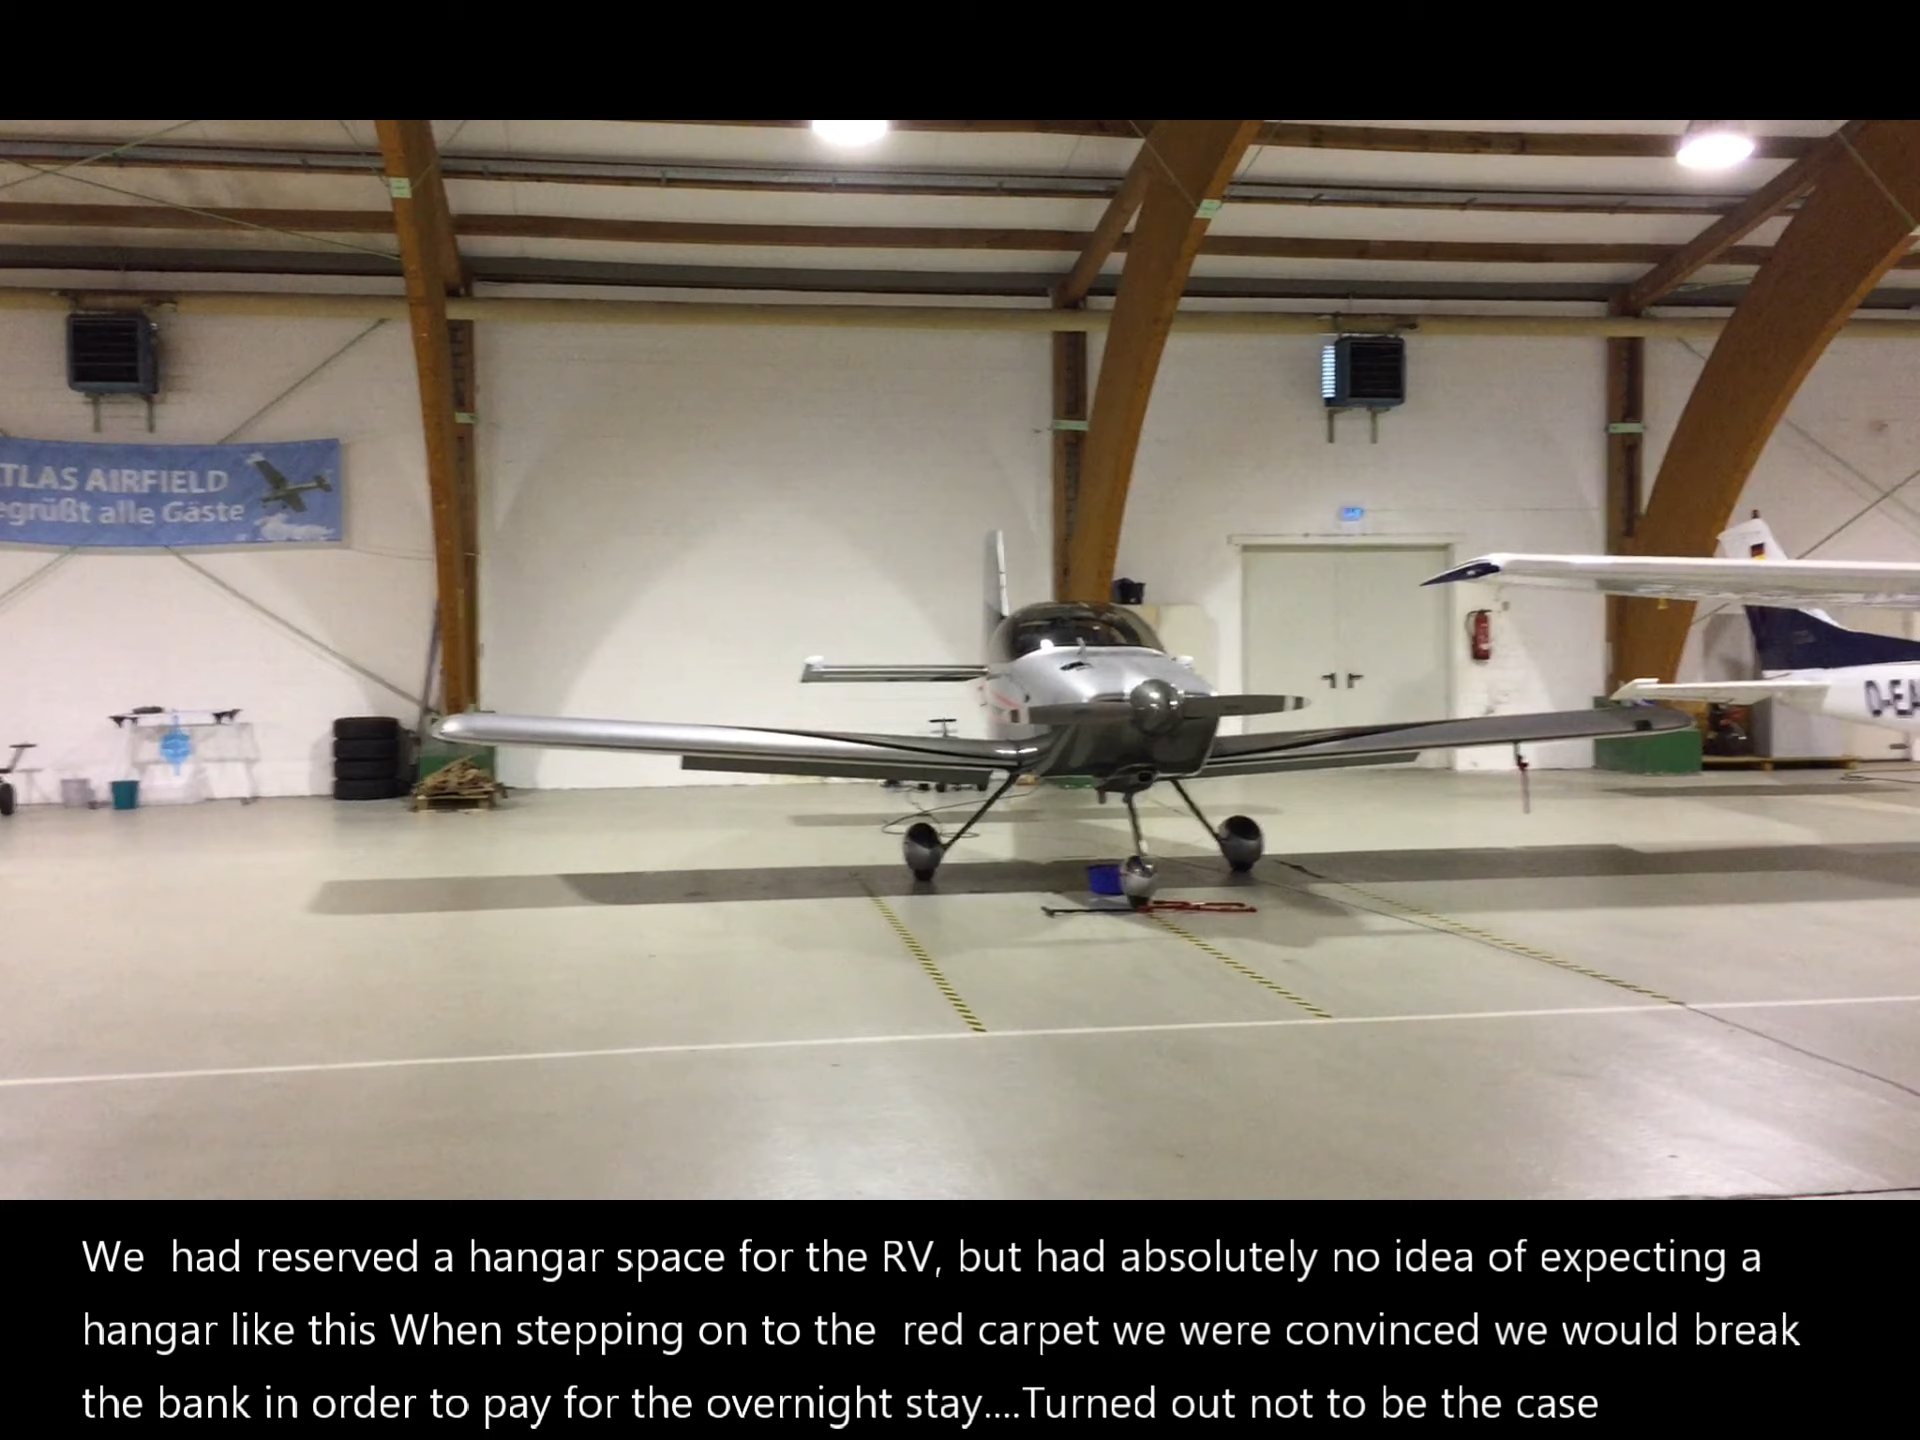 TLAS AIRFIELD
egrüßt alle Gäste
D-EA
We  had reserved a hangar space for the RV, but had absolutely no idea of expecting a
hangar like this When stepping on to the  red carpet we were convinced we would break
the bank in order to pay for the overnight stay....Turned out not to be the case